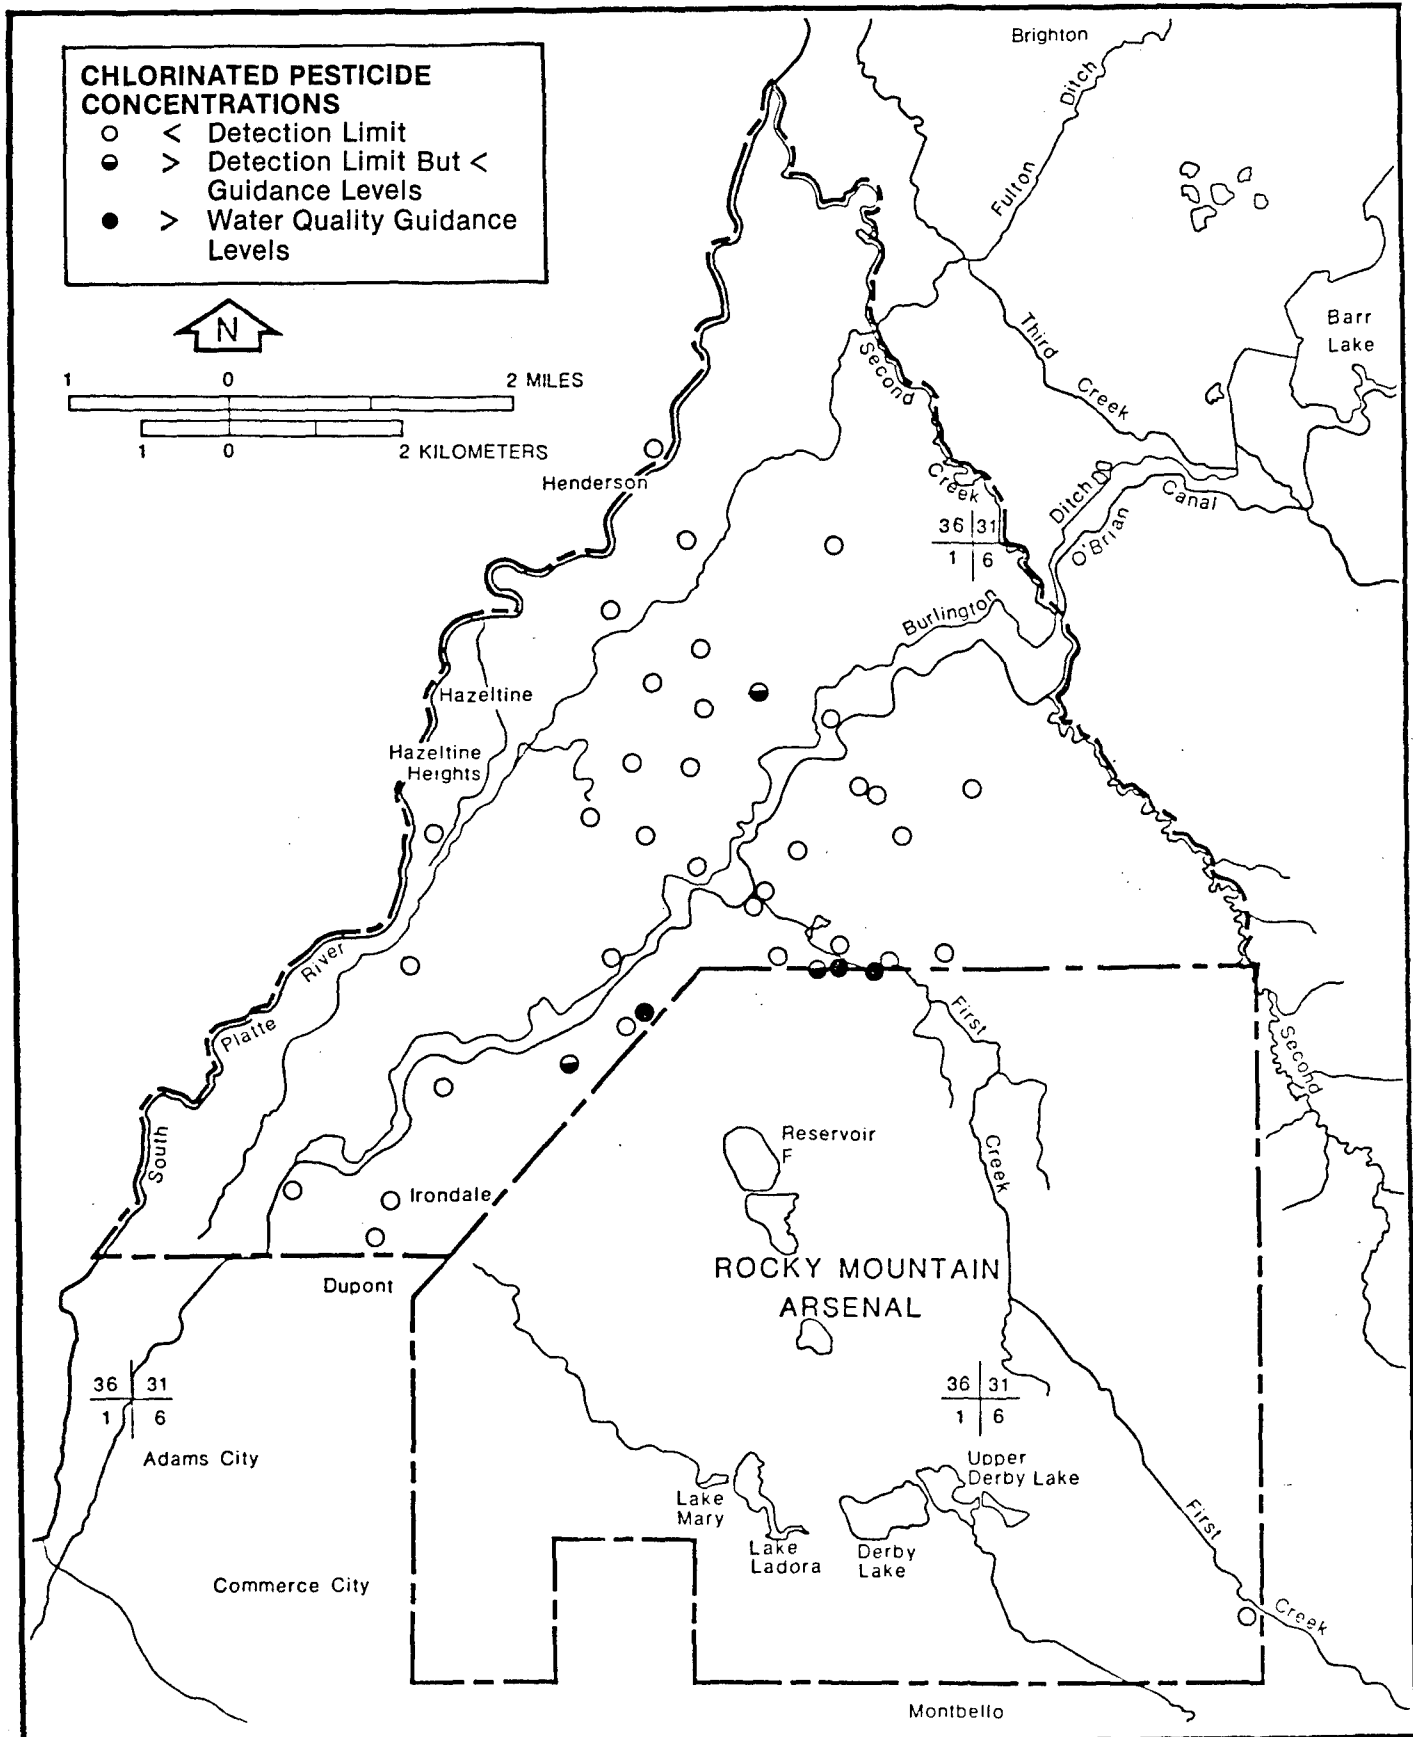 CHLORINATED PESTICIDE
CONCENTRATIONS
< Detection Limit
> Detection Limit But <
Guidance Levels
> Water Quality Guidance
Levels
N
1 0 2 MILES
1 0 2 KILOMETERS
Brighton
Fulton Ditch
Barr
Lake
Third Creek
Second Creek
Henderson
Ditch
O'Brian Canal
36 31
1 6
Burlington
Hazeltine
Hazeltine
Heights
South Platte River
First Creek
Second
Reservoir
F
Irondale
ROCKY MOUNTAIN
ARSENAL
Dupont
36 31
1 6
36 31
1 6
Adams City
Upper
Derby Lake
Lake
Mary
Lake
Ladora
Derby
Lake
First Creek
Commerce City
Montbello